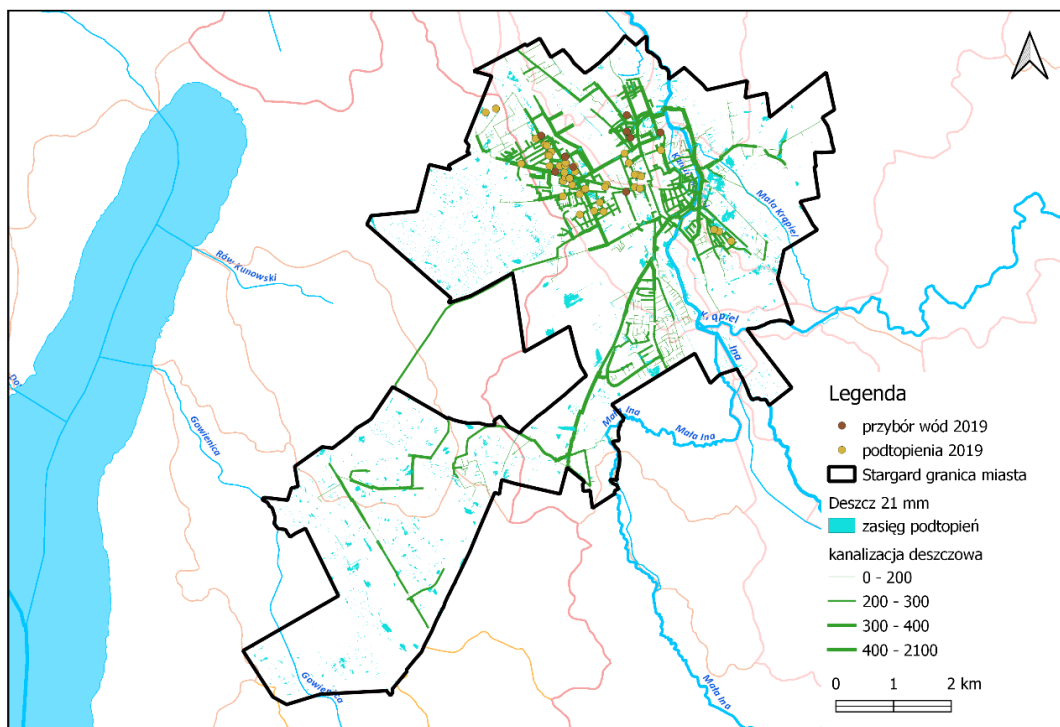 Rów Kunowski
Gowienica
Mała Krąpiel
Krąpiel
Ina
Mała Ina
Mała Ina
Mała Ina
Gowienica
Legenda
przybór wód 2019
podtopienia 2019
Stargard granica miasta
Deszcz 21 mm
zasięg podtopień
kanalizacja deszczowa
0 - 200
200 - 300
300 - 400
400 - 2100
0 1 2 km